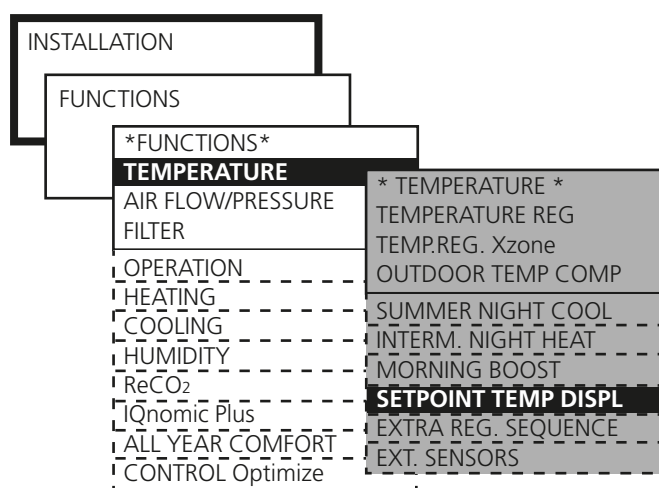 INSTALLATION
FUNCTIONS
*FUNCTIONS*
TEMPERATURE
AIR FLOW/PRESSURE
FILTER
OPERATION
HEATING
COOLING
HUMIDITY
ReCO₂
IQnomic Plus
ALL YEAR COMFORT
CONTROL Optimize
* TEMPERATURE *
TEMPERATURE REG
TEMP.REG. Xzone
OUTDOOR TEMP COMP
SUMMER NIGHT COOL
INTERM. NIGHT HEAT
MORNING BOOST
SETPOINT TEMP DISPL
EXTRA REG. SEQUENCE
EXT. SENSORS